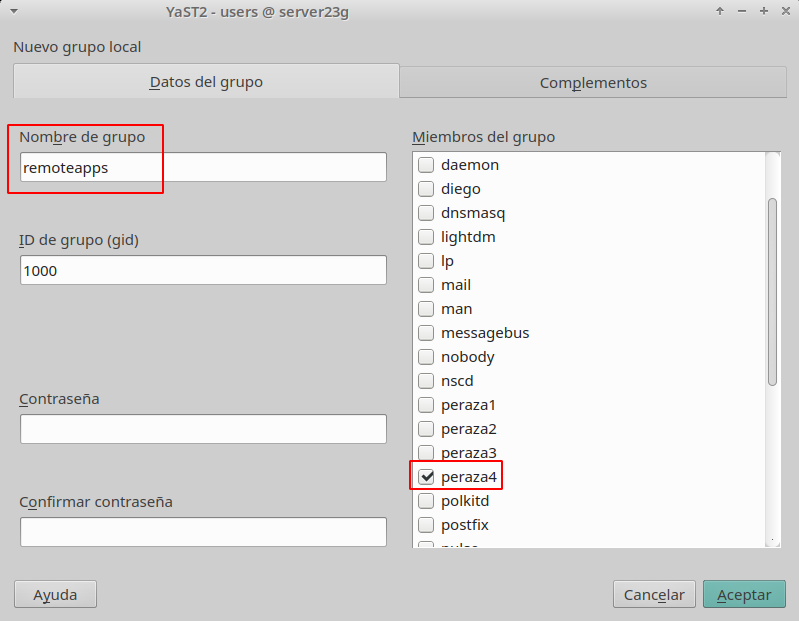 YaST2 - users @ server23g
Nuevo grupo local
Datos del grupo
Complementos
Nombre de grupo
remoteapps
ID de grupo (gid)
1000
Contraseña
Confirmar contraseña
Miembros del grupo
daemon
diego
dnsmasq
lightdm
lp
mail
man
messagebus
nobody
nscd
peraza1
peraza2
peraza3
peraza4
polkitd
postfix
Ayuda
Cancelar
Aceptar